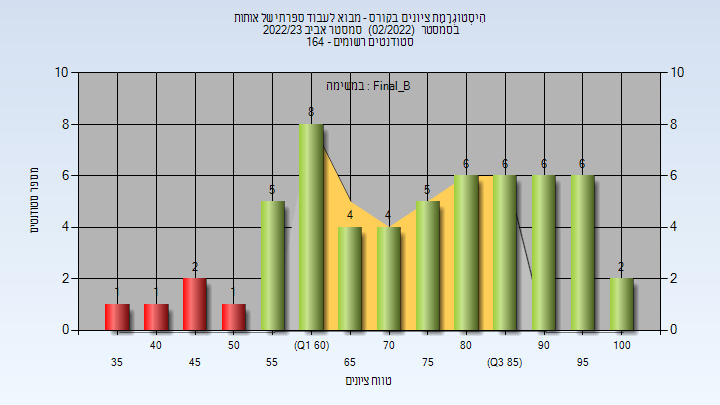 היסטוגרמת ציונים בקורס - מבוא לעבוד ספרתי של אותות
בסמסטר (02/2022) סמסטר אביב 2022/23
סטודנטים רשומים - 164
במשימה : Final_B
מספר סטודנטים
10 10
8 8
6 6
4 4
2 2
0 0
1 1 2 1 5 8 4 4 5 6 6 6 6 2
40 50 (Q1 60) 70 80 90 100
35 45 55 65 75 (Q3 85) 95
טווח ציונים